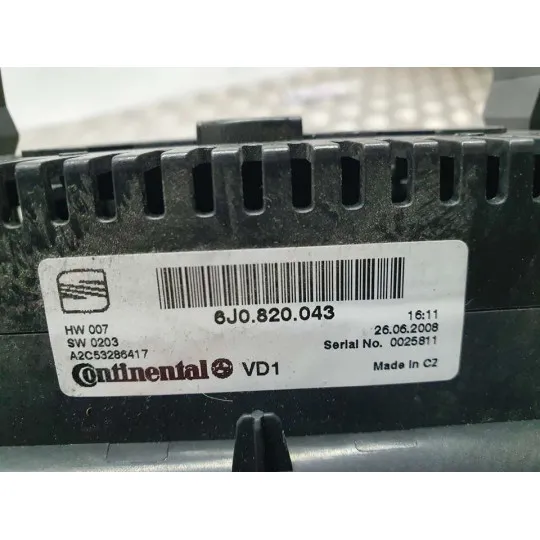 6J0.820.043
16:11
HW 007
26.06.2008
SW 0203
Serial No. 0025811
A2C53286417
Continental VD1
Made in CZ